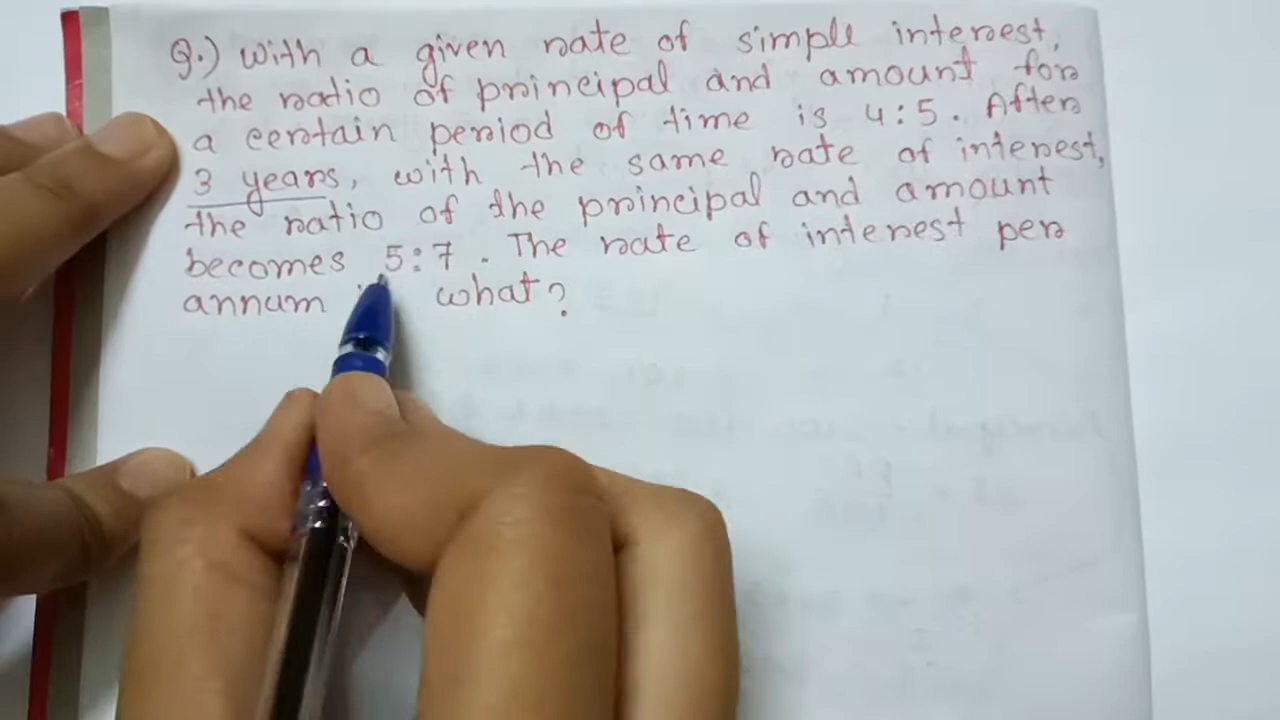 Q.) With a given rate of simple interest,
the ratio of principal and amount for
a certain period of time is 4:5. After
3 years, with the same rate of interest,
the ratio of the principal and amount
becomes 5:7. The rate of interest per
annum what?